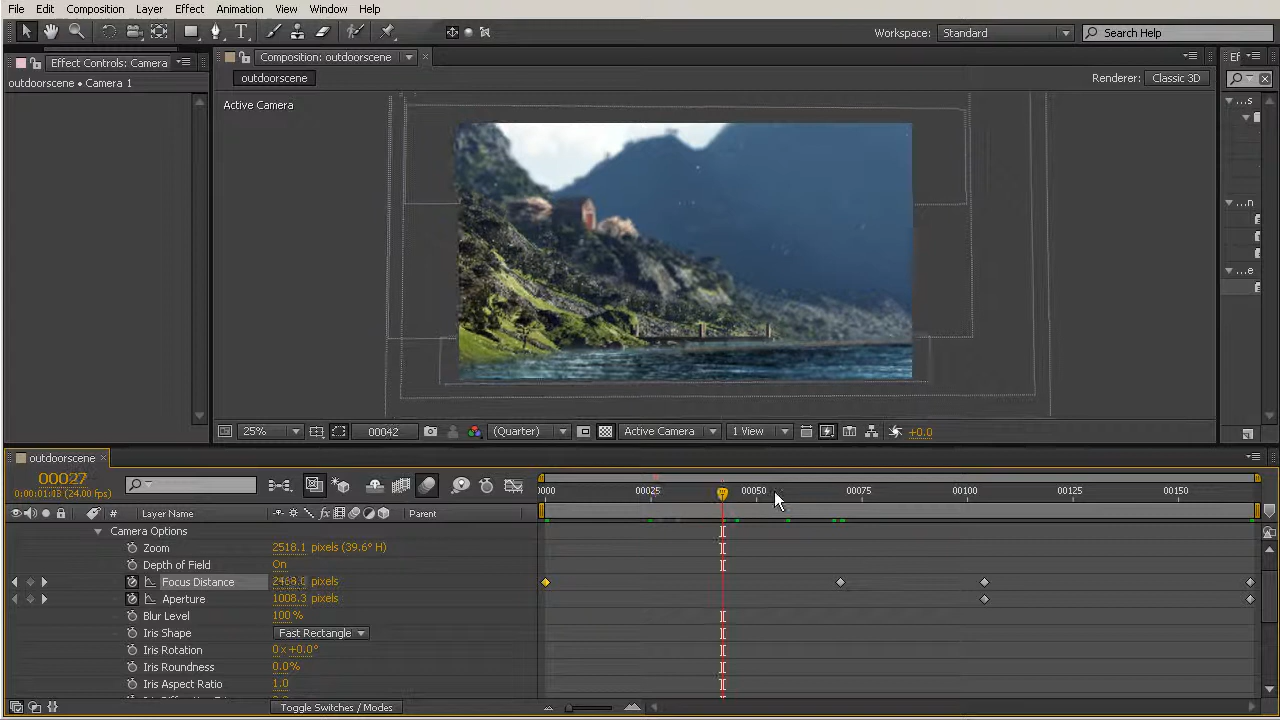 File Edit Composition Layer Effect Animation View Window Help
Workspace: Standard Search Help
Effect Controls: Camera Composition: outdoorscene Ef
outdoorscene • Camera 1 outdoorscene Renderer: Classic 3D
Active Camera
...s
...n
...e
25% 00042 (Quarter) Active Camera 1 View +0.0
outdoorscene
00027
0:00:01:03 (24.00 fps)
0000 00025 00050 00075 00100 00125 00150
# Layer Name fx Parent
Camera Options
Zoom 2518.1 pixels (39.6° H)
Depth of Field On
Focus Distance pixels
Aperture 1008.3 pixels
Blur Level 100%
Iris Shape Fast Rectangle
Iris Rotation 0x+0.0°
Iris Roundness 0.0%
Iris Aspect Ratio 1.0
Toggle Switches / Modes